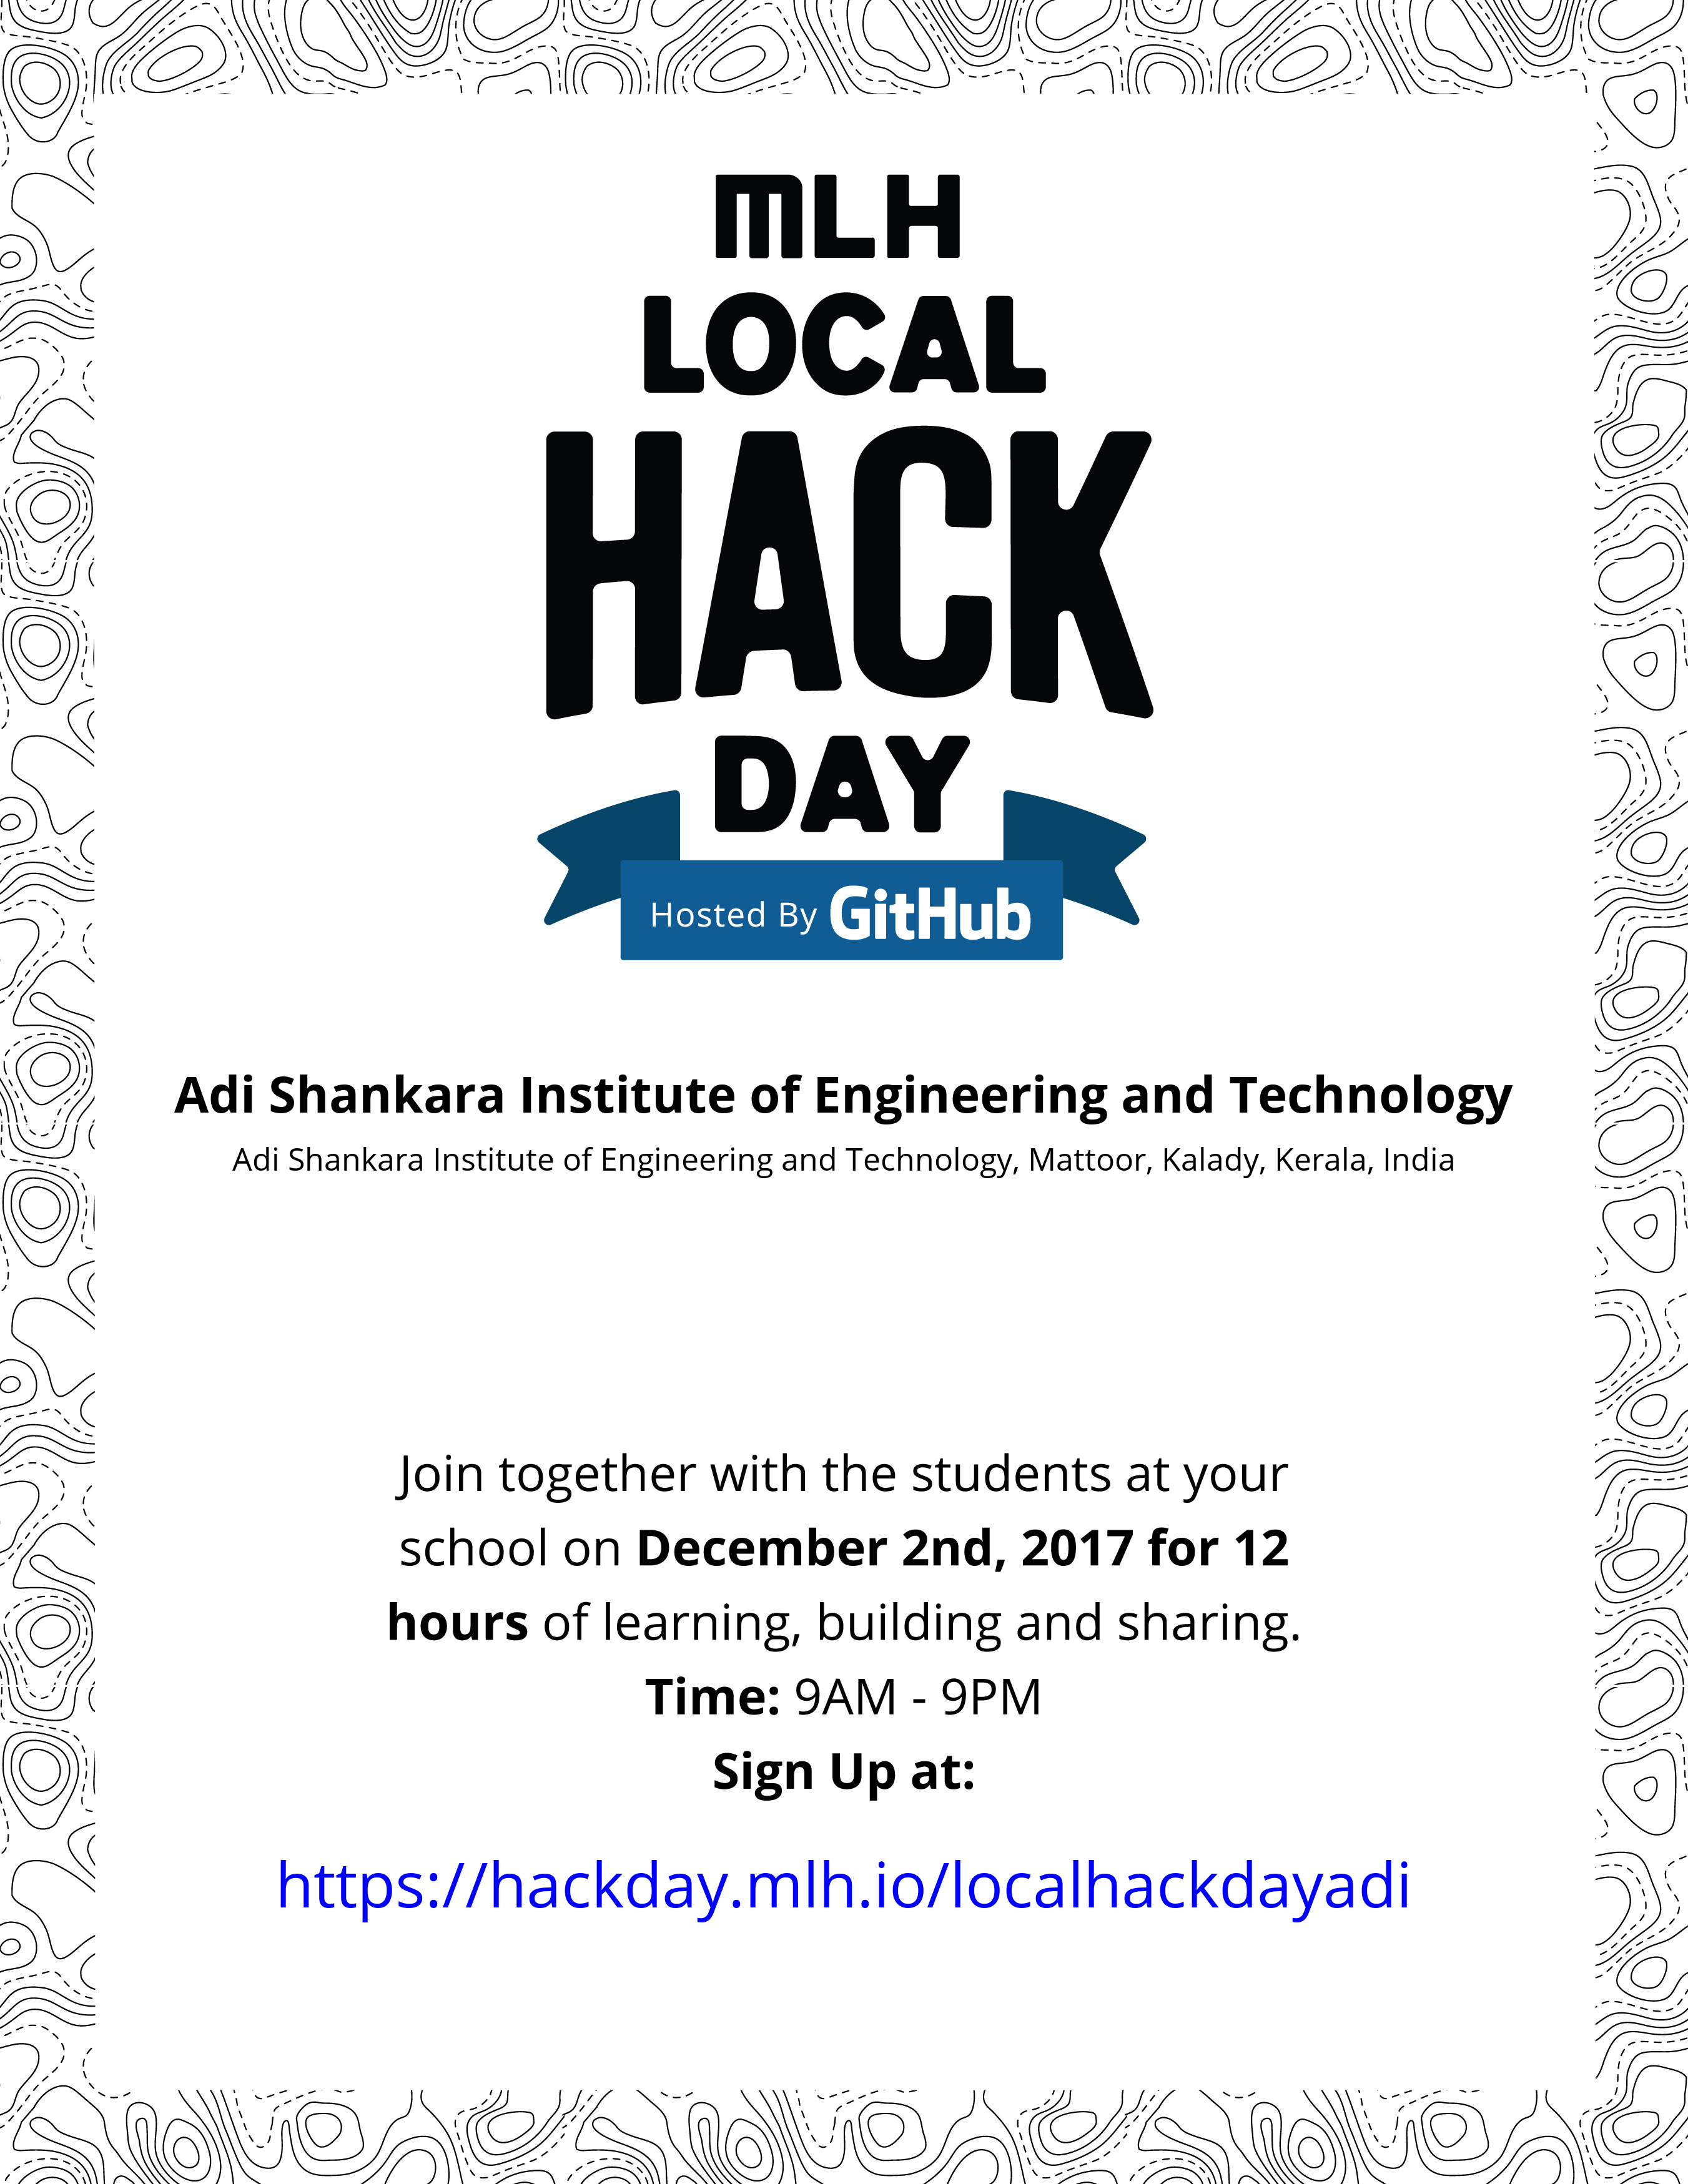 MLH
LOCAL
HACK
DAY
Hosted By GitHub
Adi Shankara Institute of Engineering and Technology
Adi Shankara Institute of Engineering and Technology, Mattoor, Kalady, Kerala, India
Join together with the students at your
school on December 2nd, 2017 for 12
hours of learning, building and sharing.
Time: 9AM - 9PM
Sign Up at:
https://hackday.mlh.io/localhackdayadi